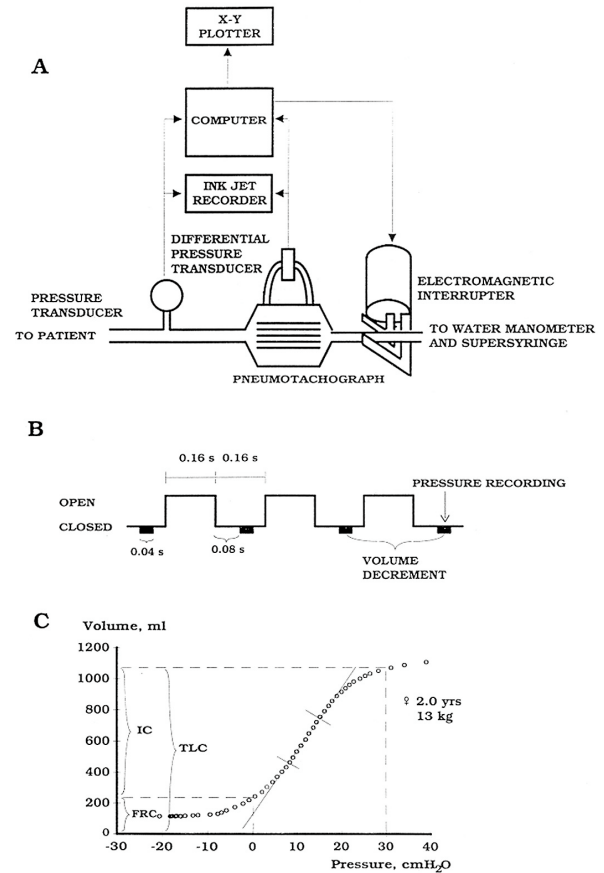 X-Y
PLOTTER
A
COMPUTER
INK JET
RECORDER
DIFFERENTIAL
PRESSURE
TRANSDUCER
ELECTROMAGNETIC
INTERRUPTER
PRESSURE
TRANSDUCER
TO PATIENT
TO WATER MANOMETER
AND SUPERSYRINGE
PNEUMOTACHOGRAPH
B
0.16 s 0.16 s
PRESSURE RECORDING
OPEN
CLOSED
0.04 s
0.08 s
VOLUME
DECREMENT
C
Volume, ml
1200
1000
800
600
400
200
0
IC
TLC
FRC
♀ 2.0 yrs
13 kg
-30 -20 -10 0 10 20 30 40
Pressure, cmH2O